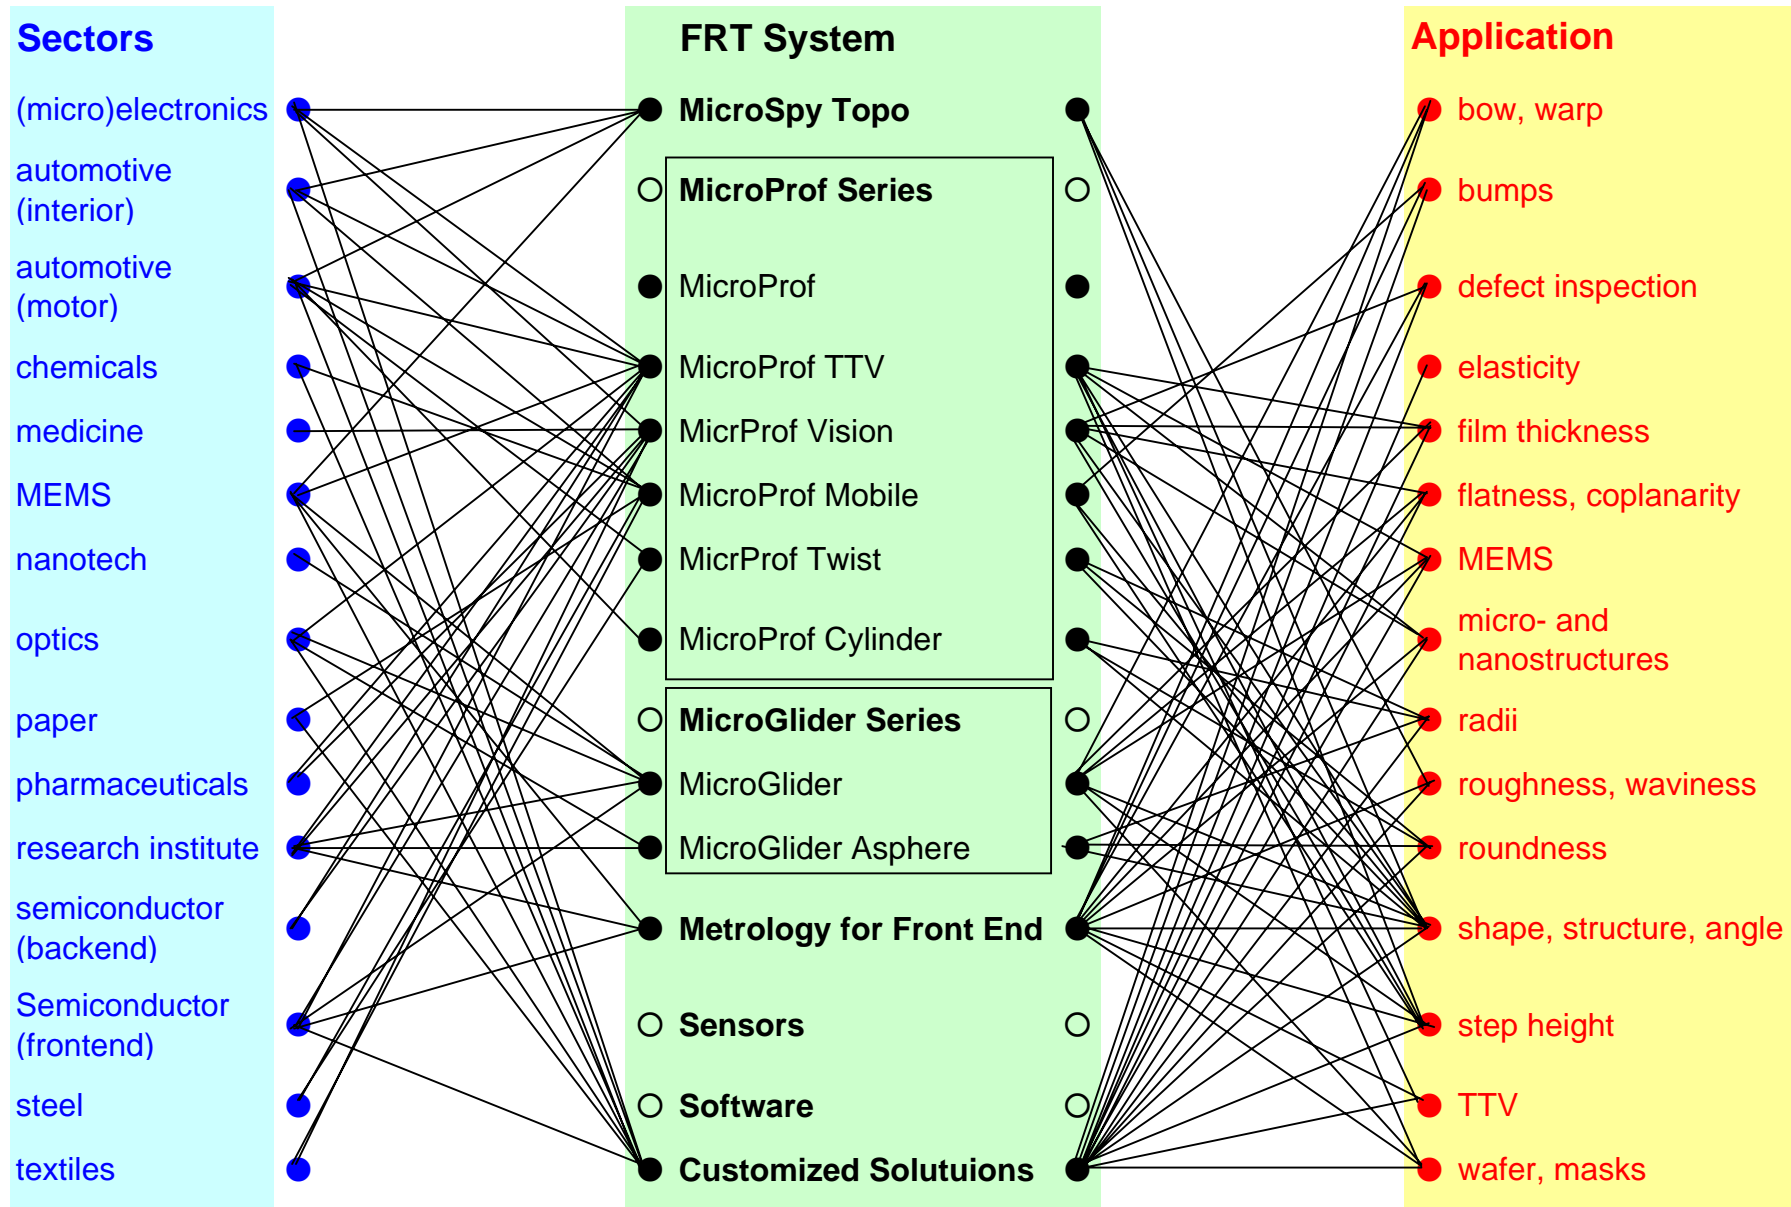 Sectors
(micro)electronics
automotive
(interior)
automotive
(motor)
chemicals
medicine
MEMS
nanotech
optics
paper
pharmaceuticals
research institute
semiconductor
(backend)
Semiconductor
(frontend)
steel
textiles
FRT System
MicroSpy Topo
MicroProf Series
MicroProf
MicroProf TTV
MicrProf Vision
MicroProf Mobile
MicrProf Twist
MicroProf Cylinder
MicroGlider Series
MicroGlider
MicroGlider Asphere
Metrology for Front End
Sensors
Software
Customized Solutuions
Application
bow, warp
bumps
defect inspection
elasticity
film thickness
flatness, coplanarity
MEMS
micro- and
nanostructures
radii
roughness, waviness
roundness
shape, structure, angle
step height
TTV
wafer, masks